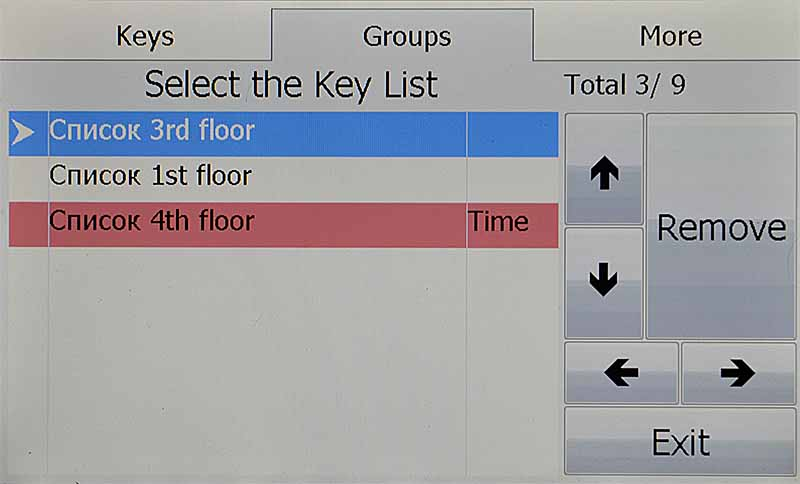 Keys
Groups
More
Select the Key List
Total 3/ 9
Список 3rd floor
Список 1st floor
Список 4th floor
Time
Remove
Exit